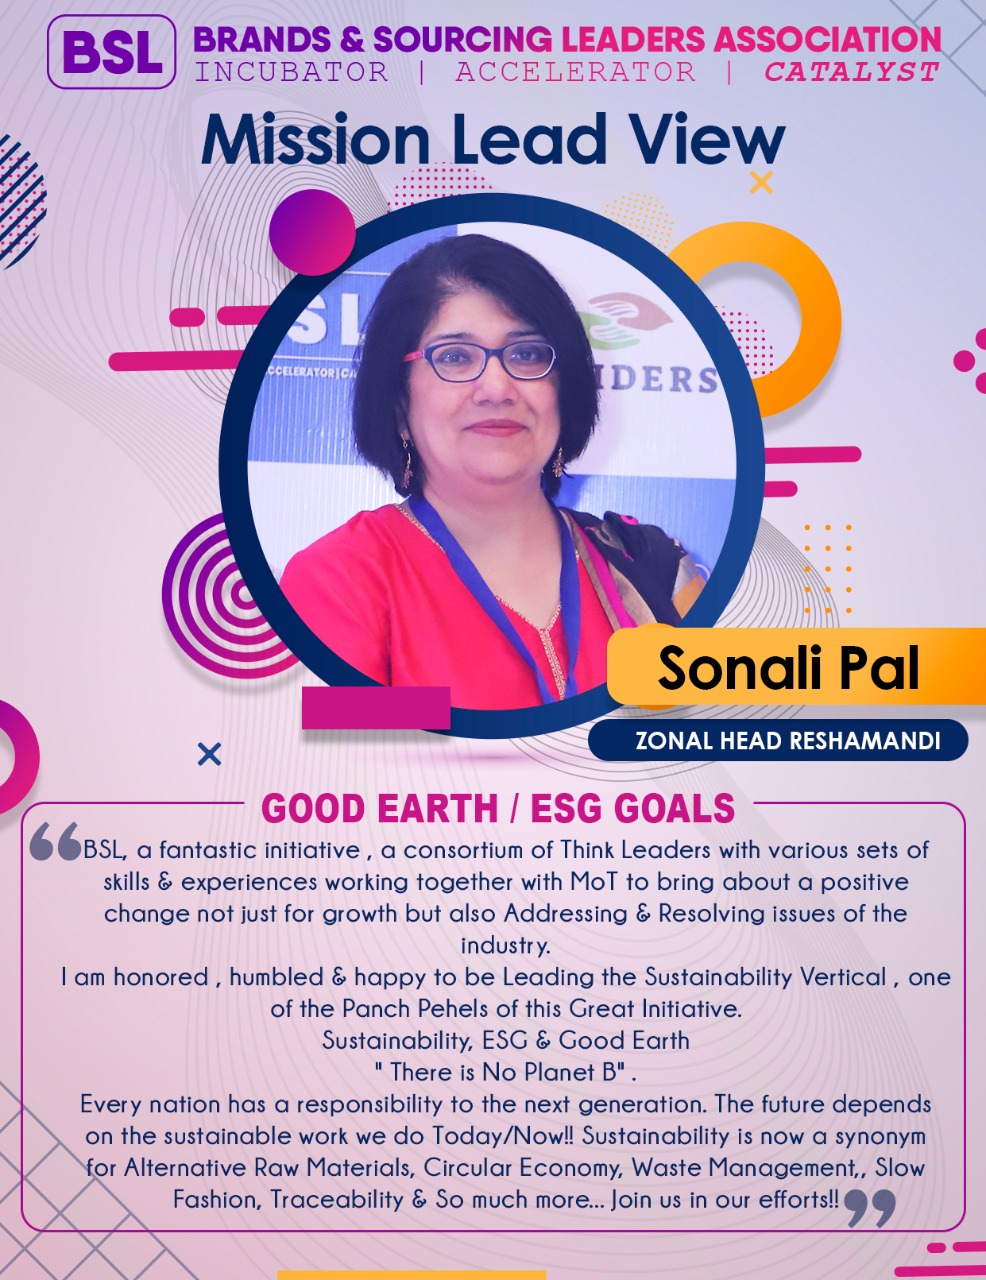 BSL BRANDS & SOURCING LEADERS ASSOCIATION
INCUBATOR | ACCELERATOR | CATALYST
Mission Lead View
SL
CCELERATOR|CA
IDERS
Sonali Pal
ZONAL HEAD RESHAMANDI
GOOD EARTH / ESG GOALS
“BSL, a fantastic initiative , a consortium of Think Leaders with various sets of
skills & experiences working together with MoT to bring about a positive
change not just for growth but also Addressing & Resolving issues of the
industry.
I am honored , humbled & happy to be Leading the Sustainability Vertical , one
of the Panch Pehels of this Great Initiative.
Sustainability, ESG & Good Earth
" There is No Planet B" .
Every nation has a responsibility to the next generation. The future depends
on the sustainable work we do Today/Now!! Sustainability is now a synonym
for Alternative Raw Materials, Circular Economy, Waste Management,, Slow
Fashion, Traceability & So much more... Join us in our efforts!!”